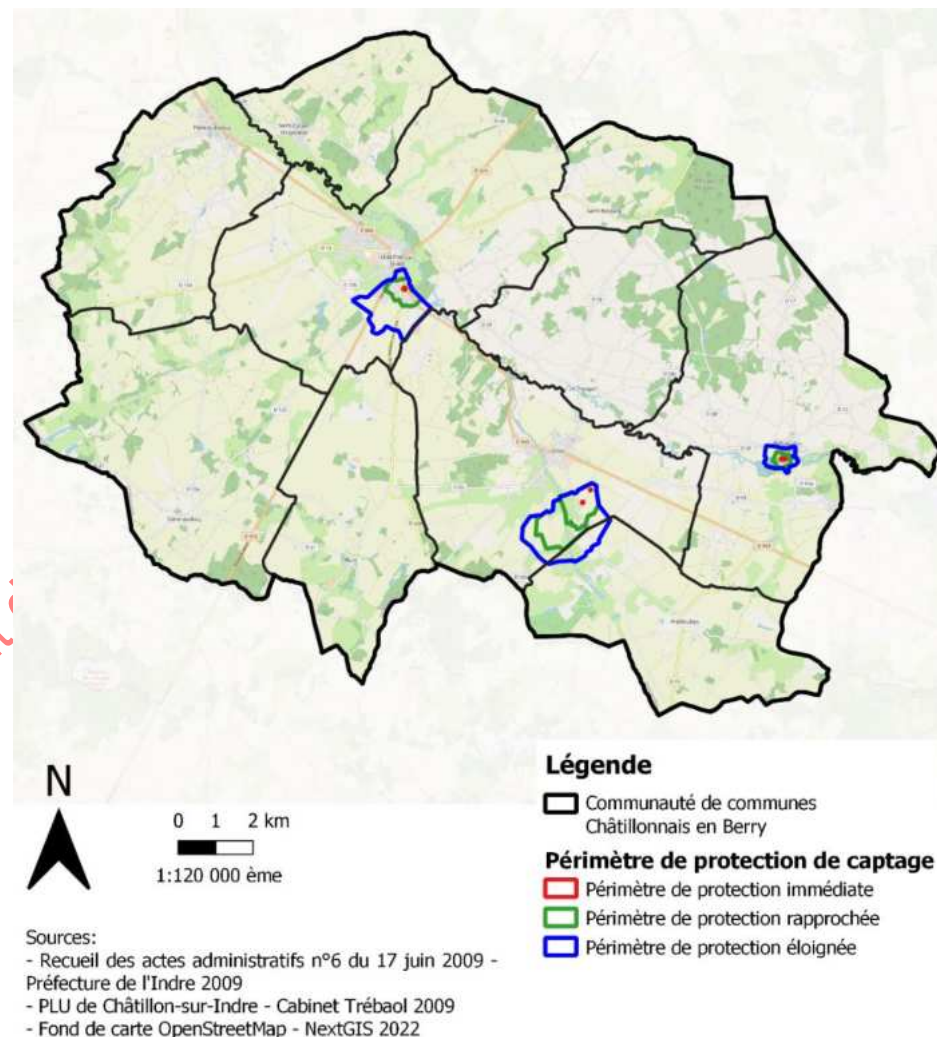 N
0 1 2 km
1:120 000 ème
Sources:
- Recueil des actes administratifs n°6 du 17 juin 2009 -
Préfecture de l'Indre 2009
- PLU de Châtillon-sur-Indre - Cabinet Trébaol 2009
- Fond de carte OpenStreetMap - NextGIS 2022
Légende
Communauté de communes
Châtillonnais en Berry
Périmètre de protection de captage
Périmètre de protection immédiate
Périmètre de protection rapprochée
Périmètre de protection éloignée